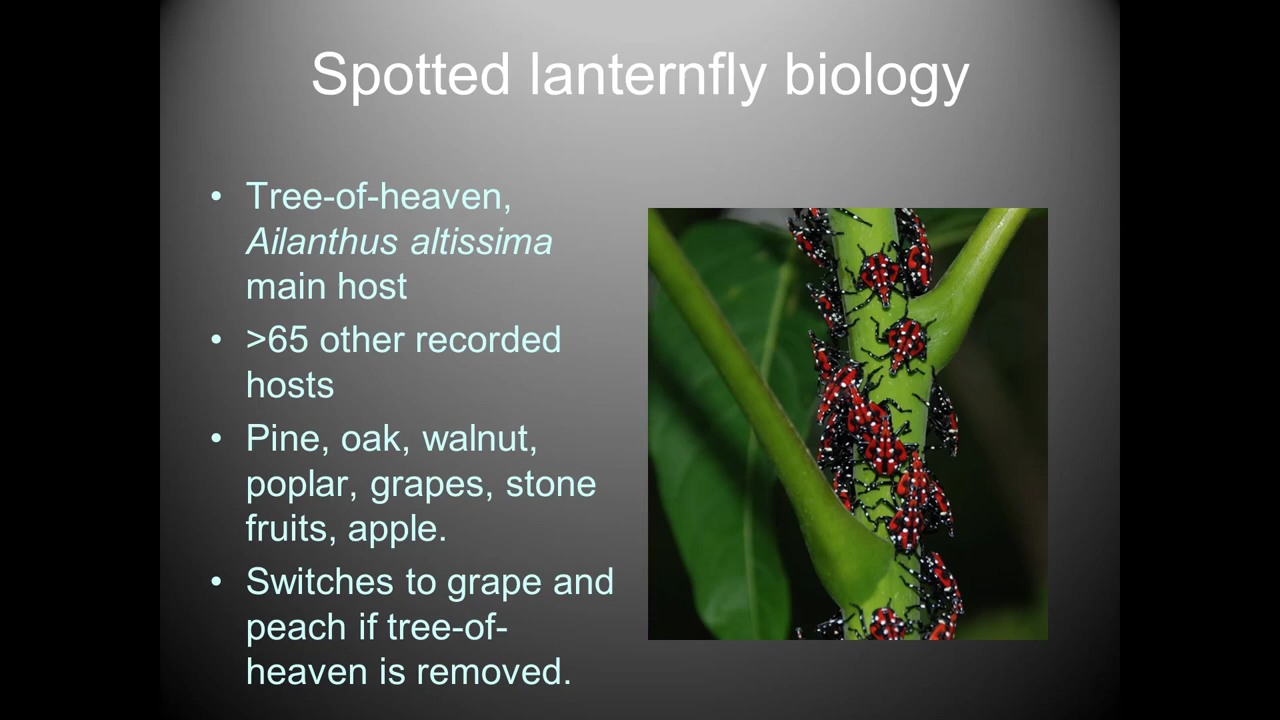 Spotted lanternfly biology
• Tree-of-heaven,
Ailanthus altissima
main host
• >65 other recorded
hosts
• Pine, oak, walnut,
poplar, grapes, stone
fruits, apple.
• Switches to grape and
peach if tree-of-
heaven is removed.